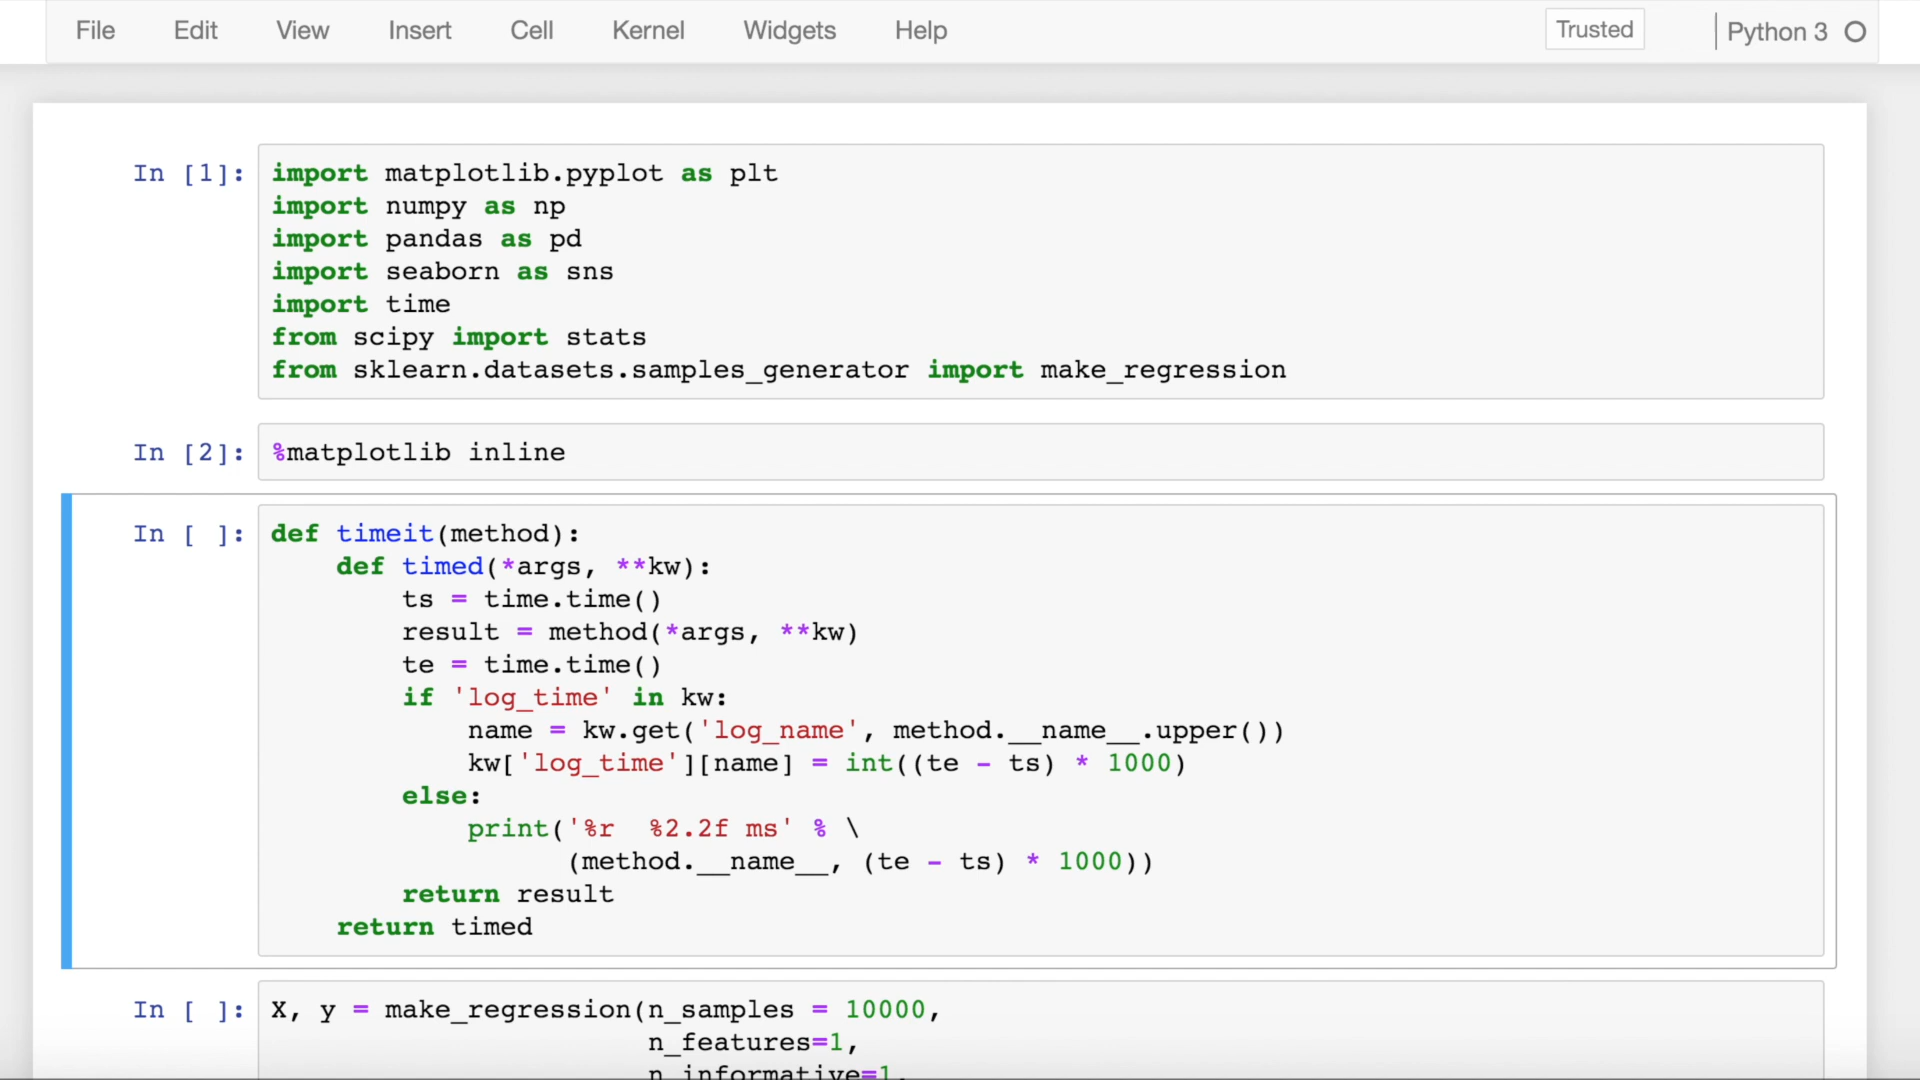 File Edit View Insert Cell Kernel Widgets Help Trusted Python 3
In [1]: import matplotlib.pyplot as plt
import numpy as np
import pandas as pd
import seaborn as sns
import time
from scipy import stats
from sklearn.datasets.samples_generator import make_regression
In [2]: %matplotlib inline
In [ ]: def timeit(method):
    def timed(*args, **kw):
        ts = time.time()
        result = method(*args, **kw)
        te = time.time()
        if 'log_time' in kw:
            name = kw.get('log_name', method.__name__.upper())
            kw['log_time'][name] = int((te - ts) * 1000)
        else:
            print('%r  %2.2f ms' % \
                  (method.__name__, (te - ts) * 1000))
        return result
    return timed
In [ ]: X, y = make_regression(n_samples = 10000,
                       n_features=1,
                       n_informative=1,